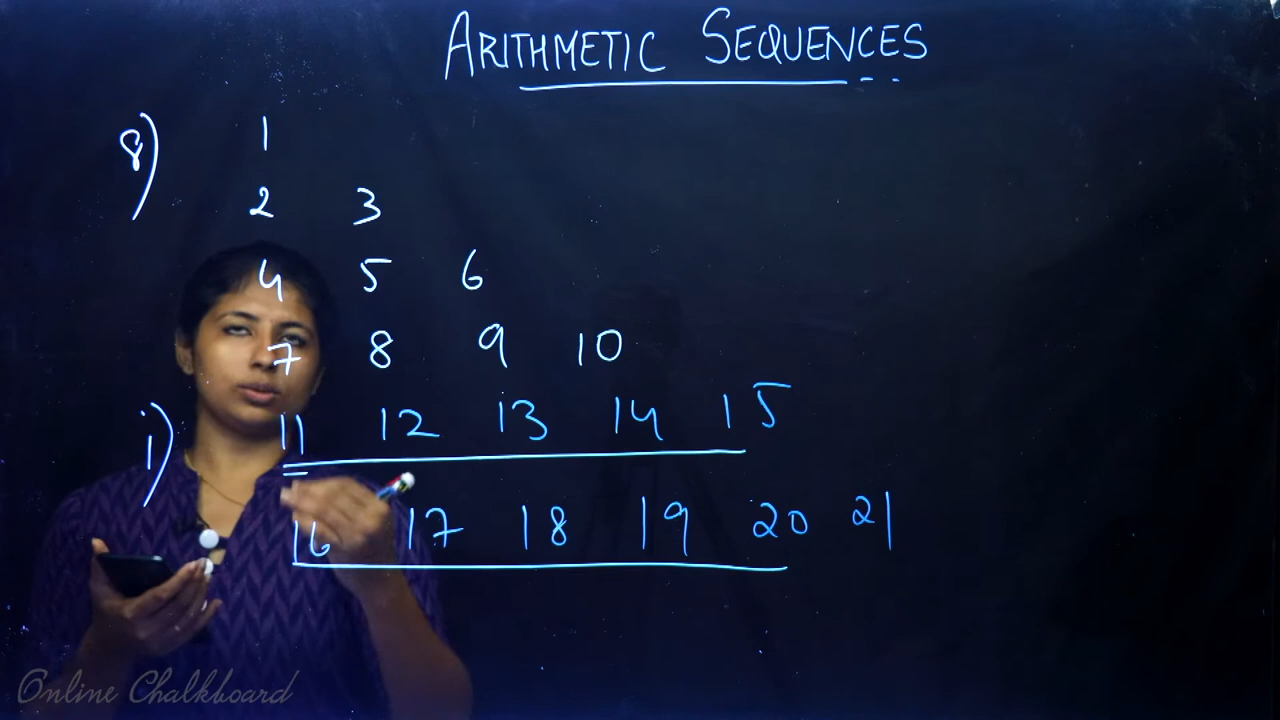 ARITHMETIC SEQUENCES
8) 1
2 3
4 5 6
7 8 9 10
i) 11 12 13 14 15
16 17 18 19 20 21
Online Chalkboard